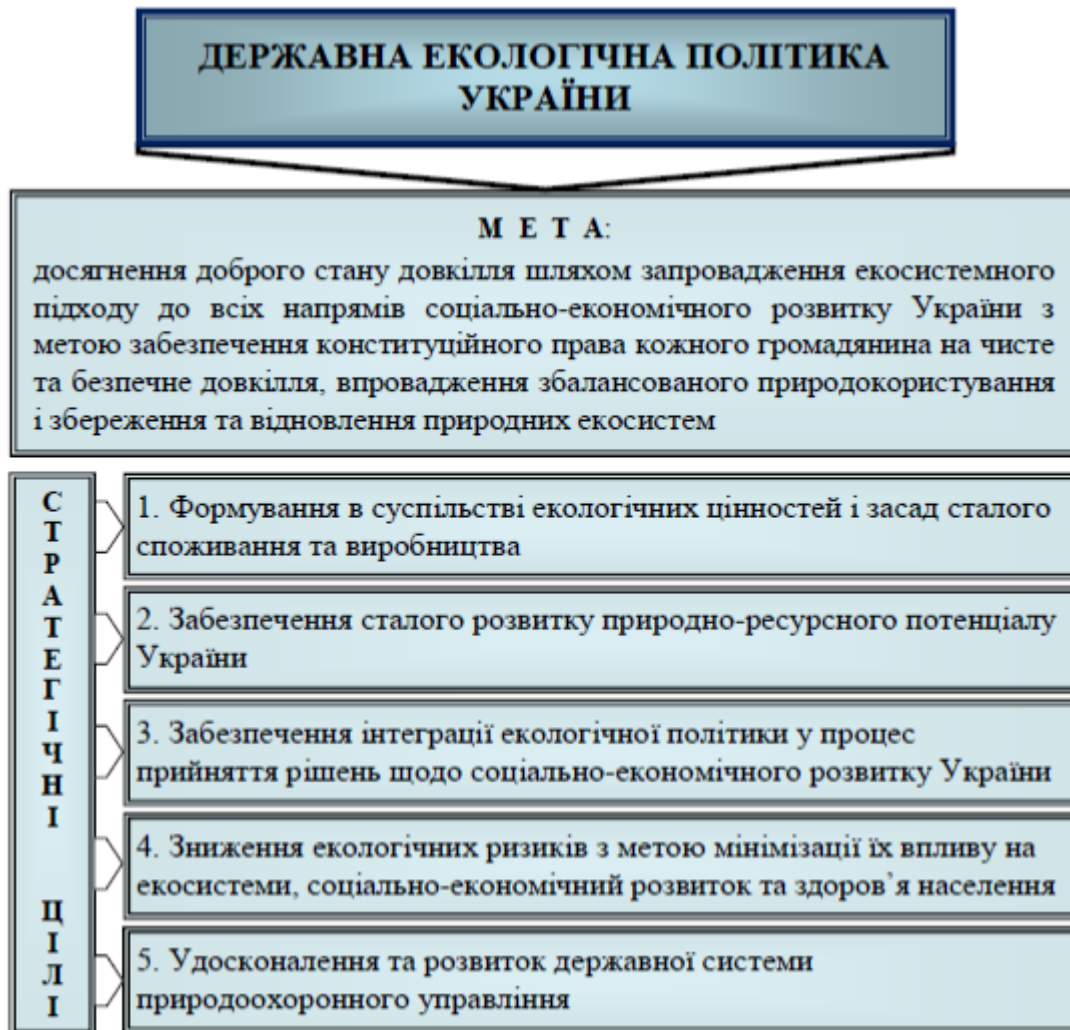 ДЕРЖАВНА ЕКОЛОГІЧНА ПОЛІТИКА
УКРАЇНИ
М Е Т А:
досягнення доброго стану довкілля шляхом запровадження екосистемного
підходу до всіх напрямів соціально-економічного розвитку України з
метою забезпечення конституційного права кожного громадянина на чисте
та безпечне довкілля, впровадження збалансованого природокористування
і збереження та відновлення природних екосистем
СТРАТЕГІЧНІ ЦІЛІ
1. Формування в суспільстві екологічних цінностей і засад сталого
споживання та виробництва
2. Забезпечення сталого розвитку природно-ресурсного потенціалу
України
3. Забезпечення інтеграції екологічної політики у процес
прийняття рішень щодо соціально-економічного розвитку України
4. Зниження екологічних ризиків з метою мінімізації їх впливу на
екосистеми, соціально-економічний розвиток та здоров’я населення
5. Удосконалення та розвиток державної системи
природоохоронного управління